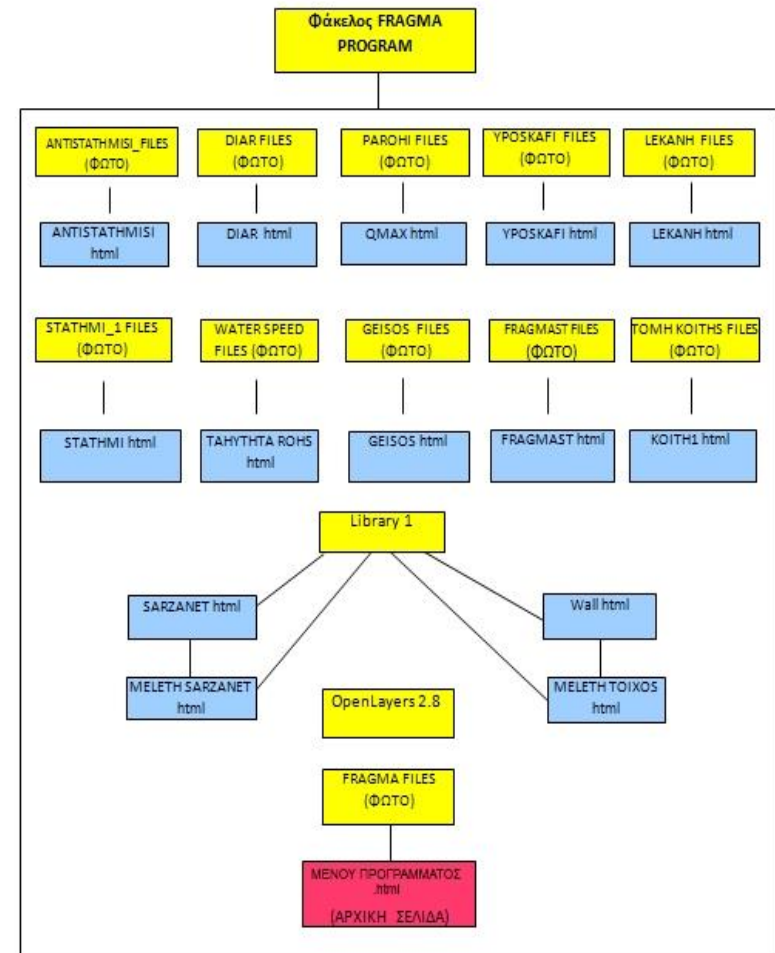 Φάκελος FRAGMA
PROGRAM
ANTISTATHMISI_FILES
(ΦΩΤΟ)
DIAR FILES
(ΦΩΤΟ)
PAROHI FILES
(ΦΩΤΟ)
YPOSKAFI FILES
(ΦΩΤΟ)
LEKANH FILES
(ΦΩΤΟ)
ANTISTATHMISI
html
DIAR html
QMAX html
YPOSKAFI html
LEKANH html
STATHMI_1 FILES
(ΦΩΤΟ)
WATER SPEED
FILES (ΦΩΤΟ)
GEISOS FILES
(ΦΩΤΟ)
FRAGMAST FILES
(ΦΩΤΟ)
TOMH KOITHS FILES
(ΦΩΤΟ)
STATHMI html
TAHYTHTA ROHS
html
GEISOS html
FRAGMAST html
KOITH1 html
Library 1
SARZANET html
Wall html
MELETH SARZANET
html
MELETH TOIXOS
html
OpenLayers 2.8
FRAGMA FILES
(ΦΩΤΟ)
ΜΕΝΟΥ ΠΡΟΓΡΑΜΜΑΤΟΣ
.html
(ΑΡΧΙΚΗ ΣΕΛΙΔΑ)